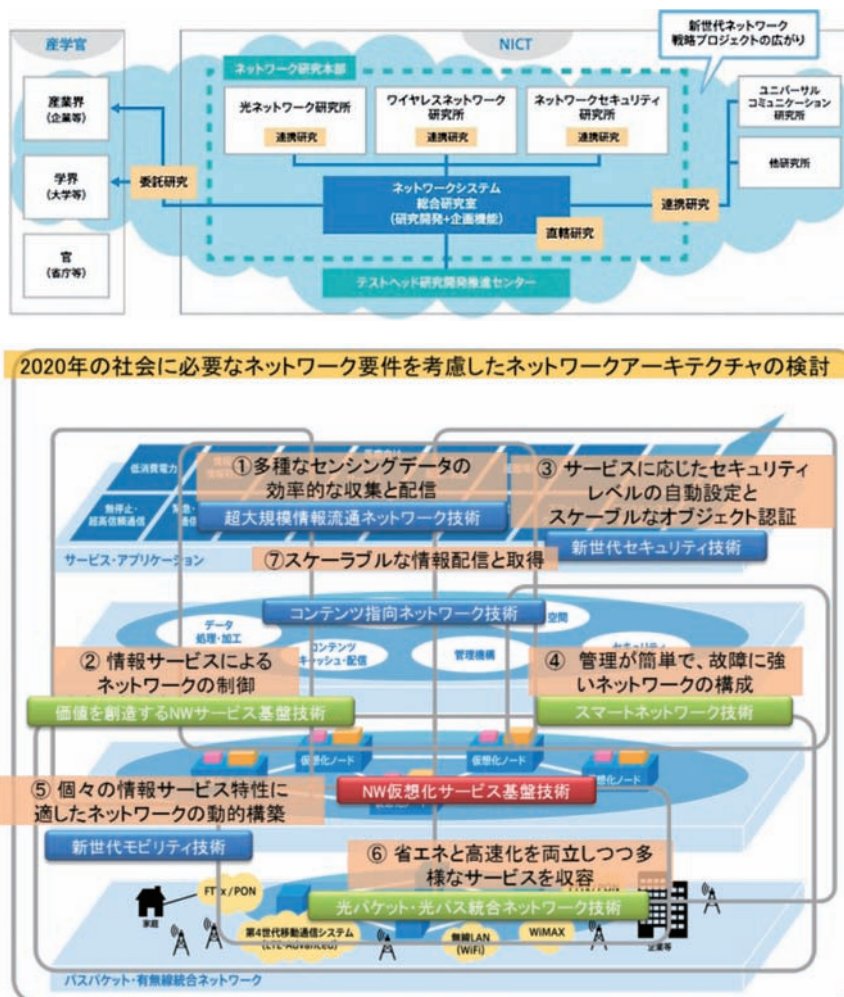 産学官
NICT
新世代ネットワーク
戦略プロジェクトの広がり
ネットワーク研究本部
産業界
(企業等)
光ネットワーク研究所
連携研究
ワイヤレスネットワーク
研究所
連携研究
ネットワークセキュリティ
研究所
連携研究
ユニバーサル
コミュニケーション
研究所
学界
(大学等)
委託研究
ネットワークシステム
総合研究室
(研究開発+企画機能)
直轄研究
連携研究
他研究所
官
(省庁等)
テストヘッド研究開発推進センター
2020年の社会に必要なネットワーク要件を考慮したネットワークアーキテクチャの検討
低消費電力
①多種なセンシングデータの
効率的な収集と配信
③ サービスに応じたセキュリティ
レベルの自動設定と
スケーブルなオブジェクト認証
無停止・
超高信頼通信
超大規模情報流通ネットワーク技術
新世代セキュリティ技術
サービス・アプリケーション
⑦スケーラブルな情報配信と取得
コンテンツ指向ネットワーク技術
空間
データ
処理・加工
コンテンツ
キャッシュ・配信
管理機構
② 情報サービスによる
ネットワークの制御
④ 管理が簡単で、故障に強
いネットワークの構成
価値を創造するNWサービス基盤技術
スマートネットワーク技術
仮想化ノード
仮想化ノード
⑤ 個々の情報サービス特性に
適したネットワークの動的構築
NW仮想化サービス基盤技術
新世代モビリティ技術
⑥ 省エネと高速化を両立しつつ多
様なサービスを収容
家庭
FTTx/PON
光パケット・光パス統合ネットワーク技術
第4世代移動通信システム
(LTE-Advanced)
無線LAN
(WiFi)
WiMAX
企業等
パスパケット・有無線統合ネットワーク